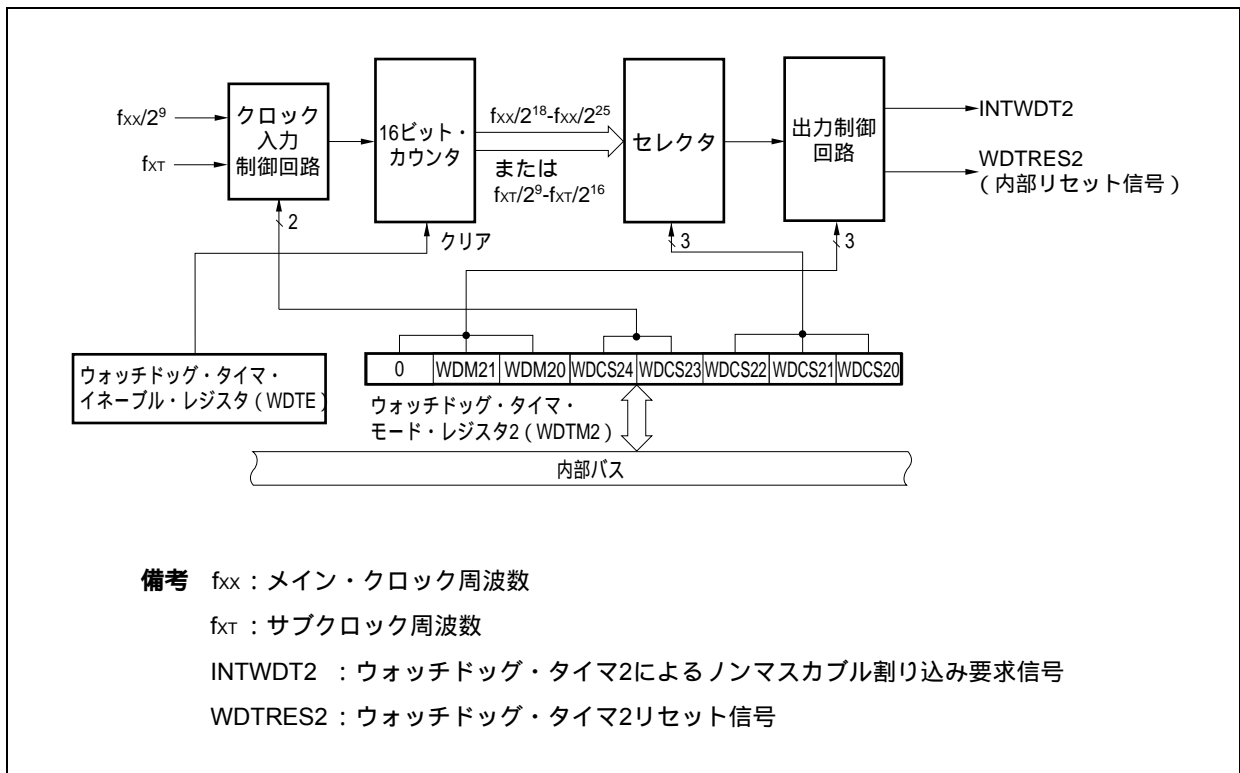 fxx/2⁹
fXT
クロック
入力
制御回路
2
16ビット・
カウンタ
クリア
fxx/2¹⁸-fxx/2²⁵
または
fXT/2⁹-fXT/2¹⁶
セレクタ
3
出力制御
回路
3
INTWDT2
WDTRES2
(内部リセット信号)
ウォッチドッグ・タイマ・
イネーブル・レジスタ(WDTE)
0 WDM21 WDM20 WDCS24 WDCS23 WDCS22 WDCS21 WDCS20
ウォッチドッグ・タイマ・
モード・レジスタ2(WDTM2)
内部バス
備考 fxx:メイン・クロック周波数
fXT:サブクロック周波数
INTWDT2 :ウォッチドッグ・タイマ2によるノンマスカブル割り込み要求信号
WDTRES2:ウォッチドッグ・タイマ2リセット信号